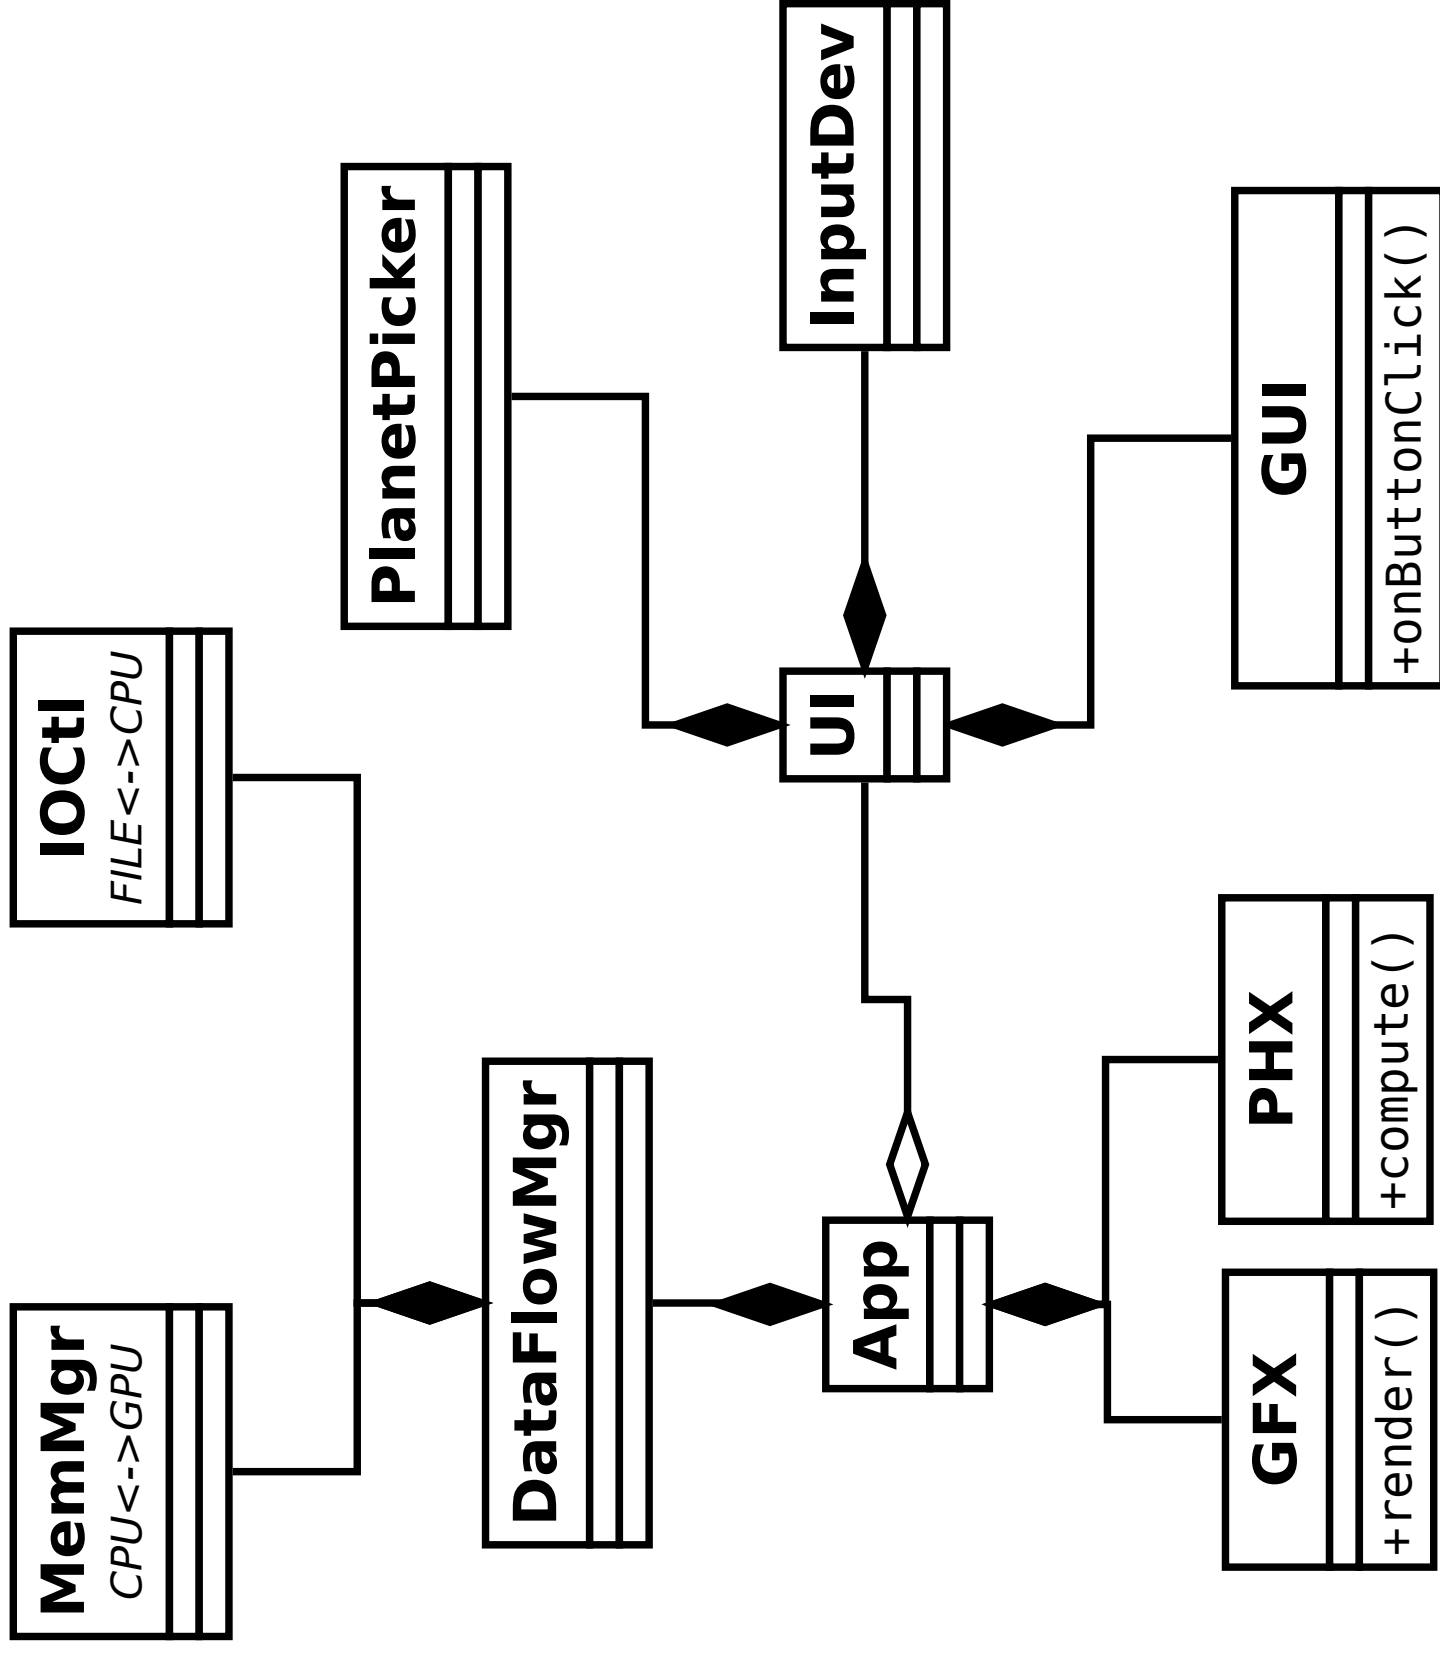 MemMgr
CPU<->GPU
IOCtl
FILE<->CPU
PlanetPicker
DataFlowMgr
UI
InputDev
App
GFX
+render()
PHX
+compute()
GUI
+onButtonClick()